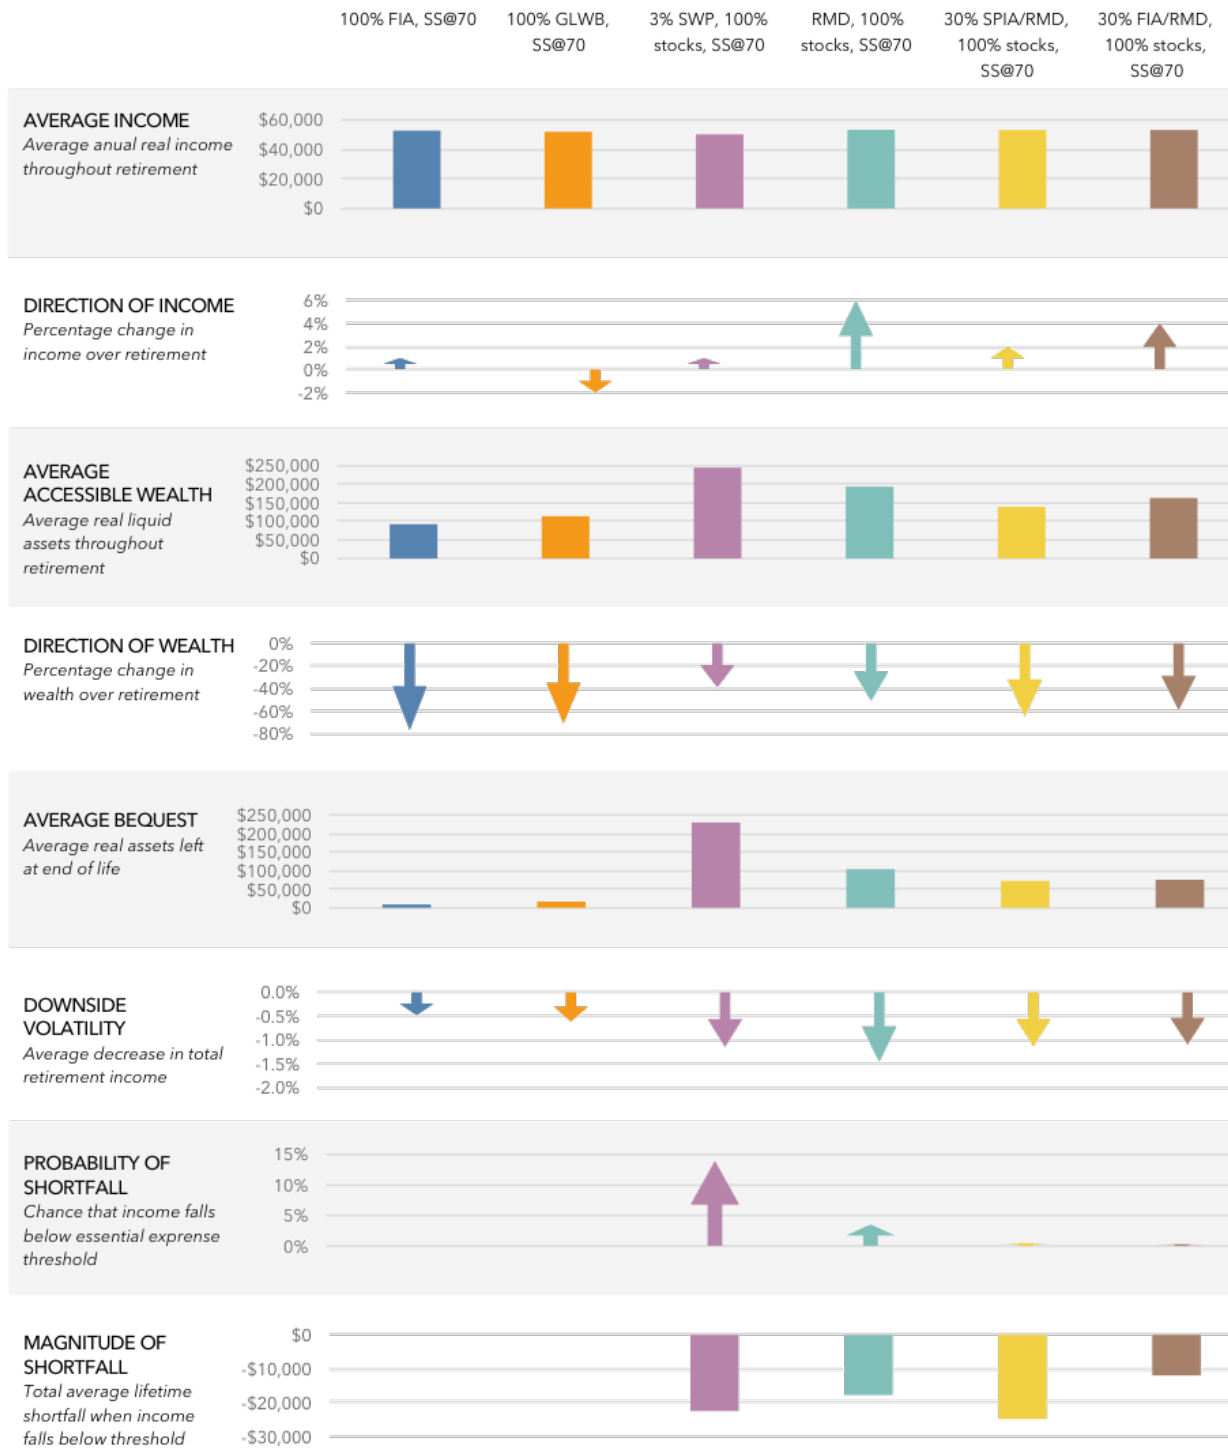 100% FIA, SS@70
100% GLWB,
SS@70
3% SWP, 100%
stocks, SS@70
RMD, 100%
stocks, SS@70
30% SPIA/RMD,
100% stocks,
SS@70
30% FIA/RMD,
100% stocks,
SS@70
AVERAGE INCOME
Average anual real income
throughout retirement
$60,000
$40,000
$20,000
$0
DIRECTION OF INCOME
Percentage change in
income over retirement
6%
4%
2%
0%
-2%
AVERAGE
ACCESSIBLE WEALTH
Average real liquid
assets throughout
retirement
$250,000
$200,000
$150,000
$100,000
$50,000
$0
DIRECTION OF WEALTH
Percentage change in
wealth over retirement
0%
-20%
-40%
-60%
-80%
AVERAGE BEQUEST
Average real assets left
at end of life
$250,000
$200,000
$150,000
$100,000
$50,000
$0
DOWNSIDE
VOLATILITY
Average decrease in total
retirement income
0.0%
-0.5%
-1.0%
-1.5%
-2.0%
PROBABILITY OF
SHORTFALL
Chance that income falls
below essential exprense
threshold
15%
10%
5%
0%
MAGNITUDE OF
SHORTFALL
Total average lifetime
shortfall when income
falls below threshold
$0
-$10,000
-$20,000
-$30,000